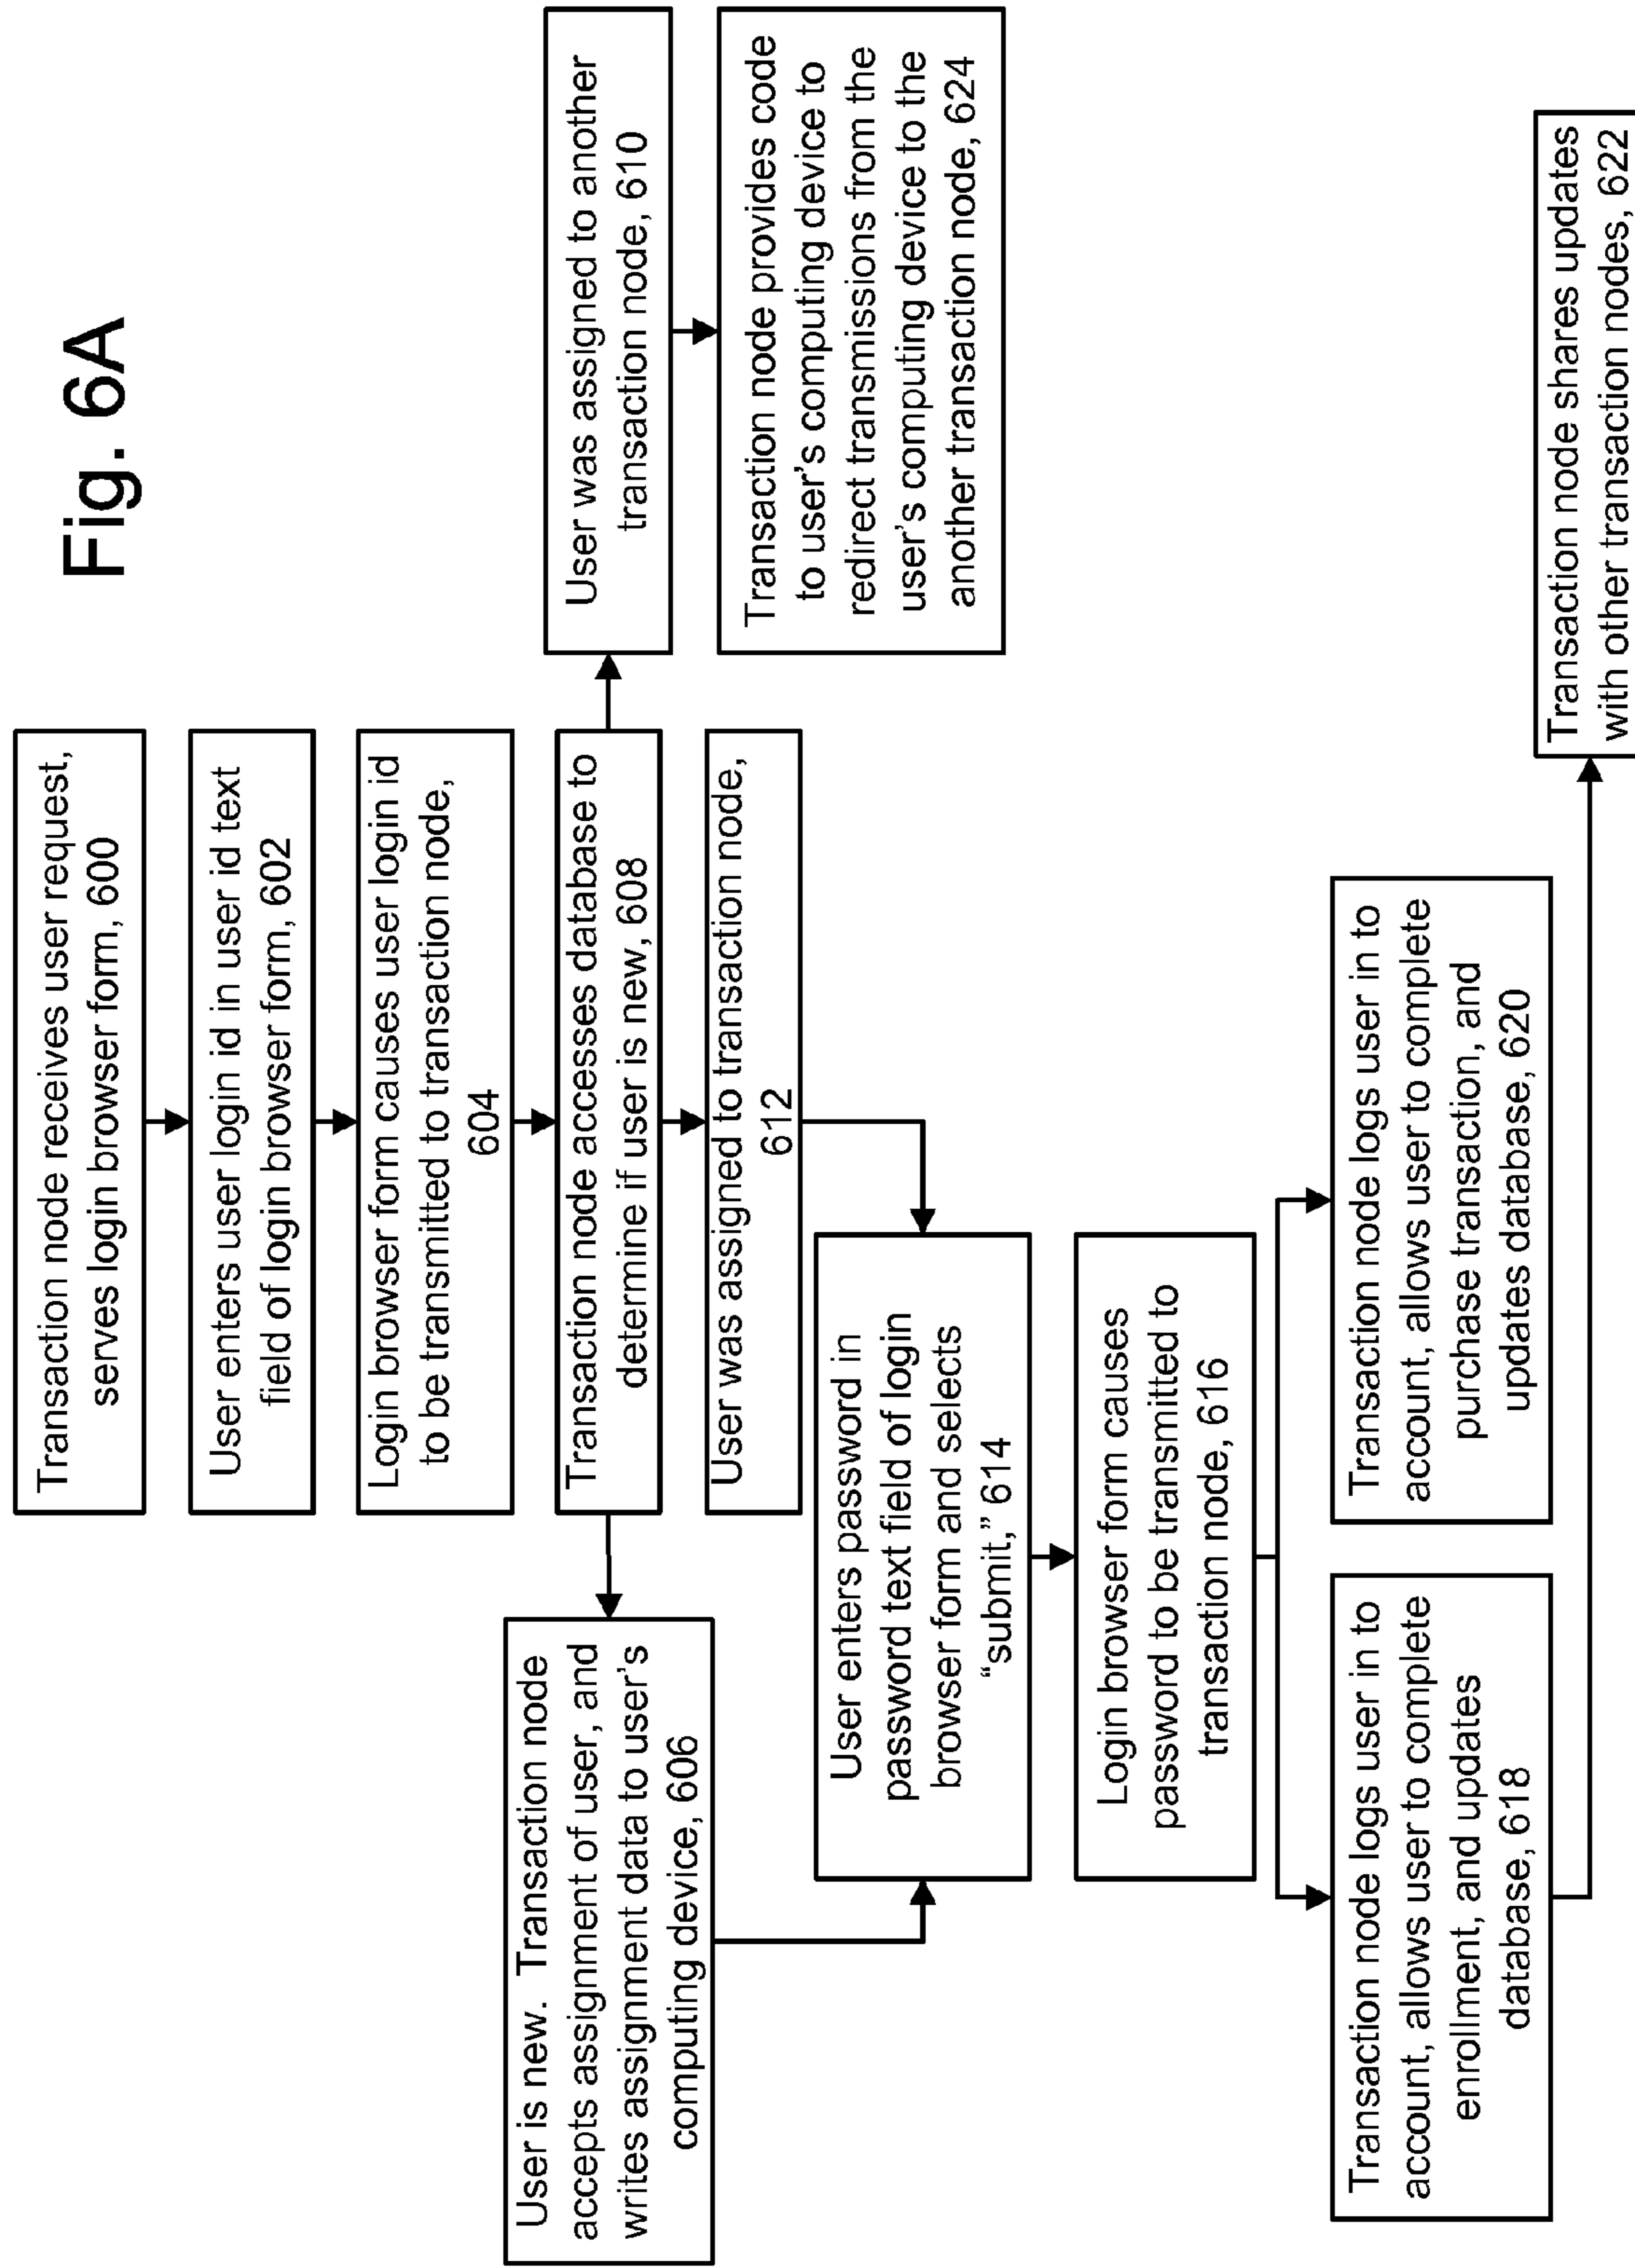 Fig. 6A
Transaction node receives user request,
serves login browser form, 600
User enters user login id in user id text
field of login browser form, 602
Login browser form causes user login id
to be transmitted to transaction node,
604
Transaction node accesses database to
determine if user is new, 608
User was assigned to another
transaction node, 610
Transaction node provides code
to user's computing device to
redirect transmissions from the
user's computing device to the
another transaction node, 624
User was assigned to transaction node,
612
User is new. Transaction node
accepts assignment of user, and
writes assignment data to user's
computing device, 606
User enters password in
password text field of login
browser form and selects
“submit,” 614
Login browser form causes
password to be transmitted to
transaction node, 616
Transaction node logs user in to
account, allows user to complete
enrollment, and updates
database, 618
Transaction node logs user in to
account, allows user to complete
purchase transaction, and
updates database, 620
Transaction node shares updates
with other transaction nodes, 622